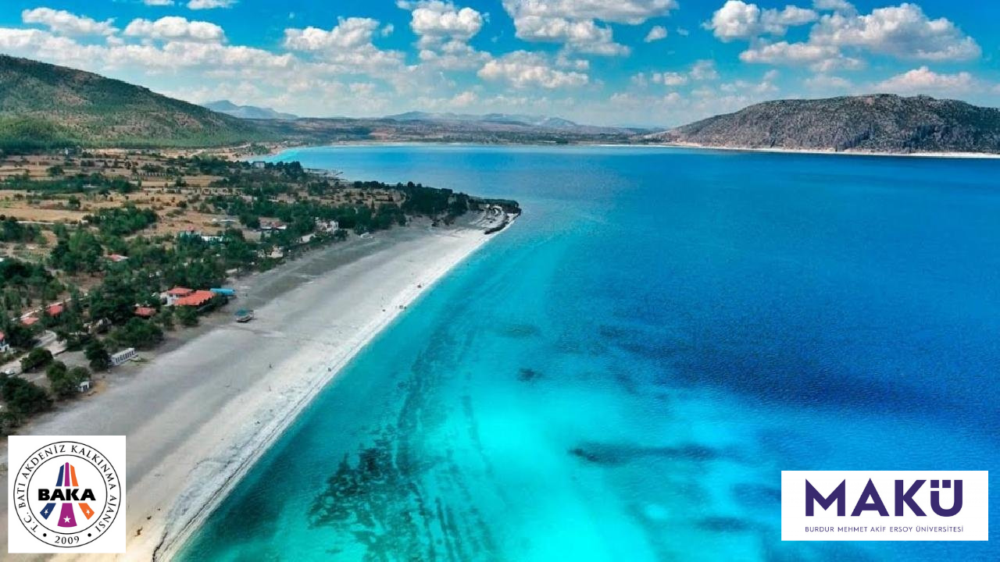 T.C. BATI AKDENİZ KALKINMA AJANSI
BAKA
2009
MAKÜ
BURDUR MEHMET AKİF ERSOY ÜNİVERSİTESİ